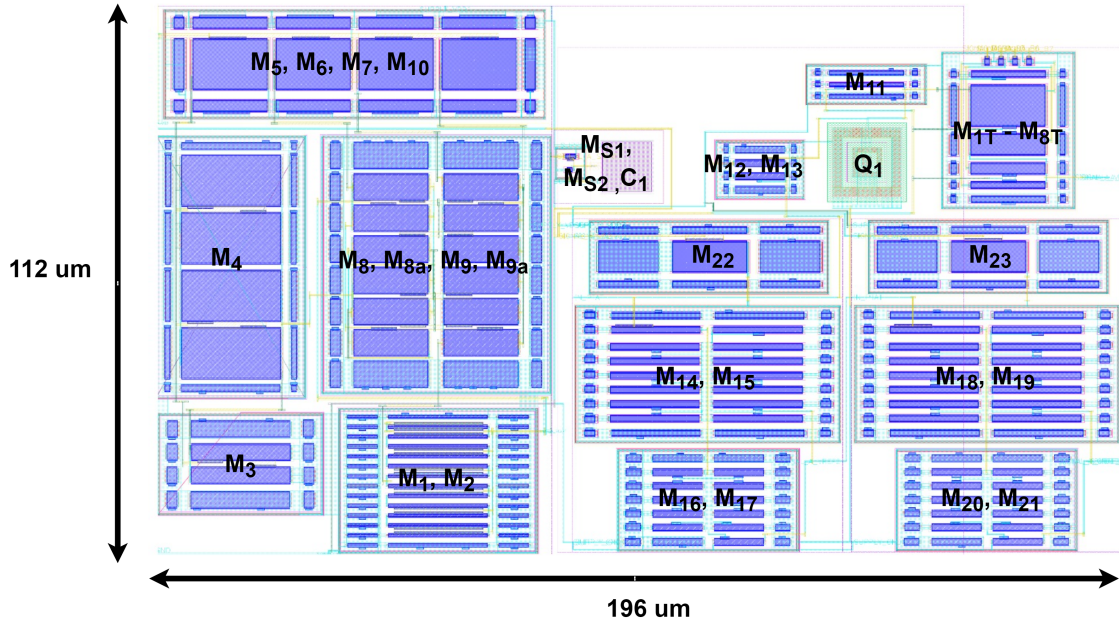 M5, M6, M7, M10
M11
M1T - M8T
MS1,
MS2 ,C1
M12, M13
Q1
M4
M8, M8a, M9, M9a
M22
M23
112 um
M14, M15
M18, M19
M3
M1, M2
M16, M17
M20, M21
196 um